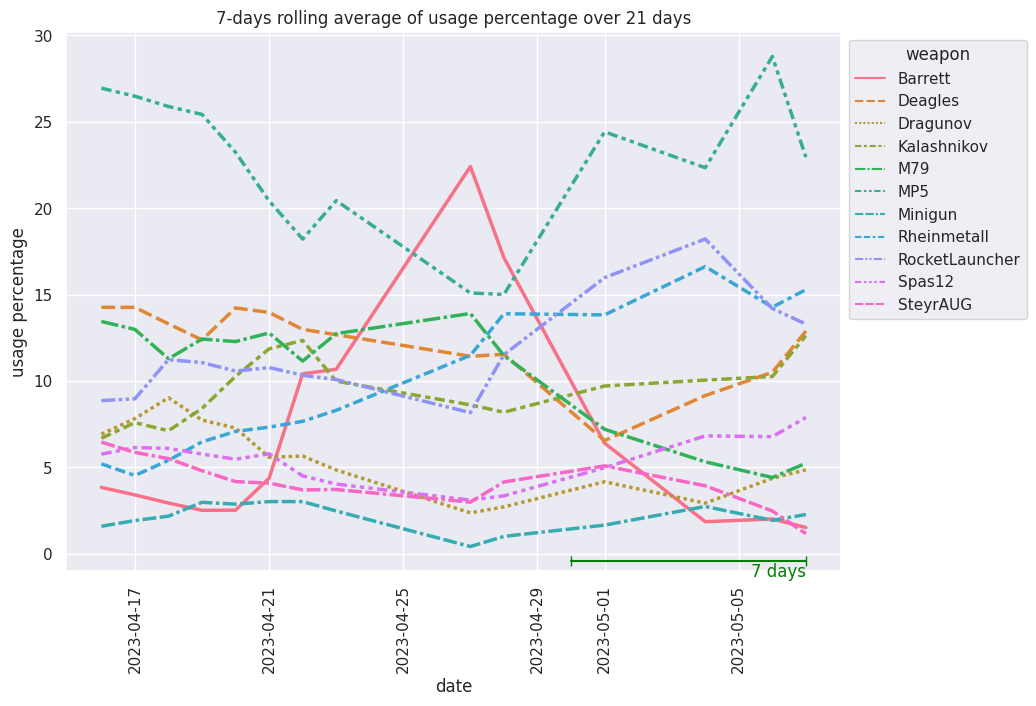 7-days rolling average of usage percentage over 21 days
usage percentage
30
25
20
15
10
5
0
2023-04-17
2023-04-21
2023-04-25
2023-04-29
2023-05-01
2023-05-05
date
7 days
weapon
Barrett
Deagles
Dragunov
Kalashnikov
M79
MP5
Minigun
Rheinmetall
RocketLauncher
Spas12
SteyrAUG